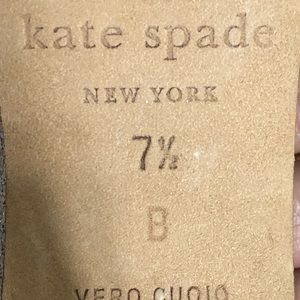 kate spade
NEW YORK
7½
B
VERO CUOIO